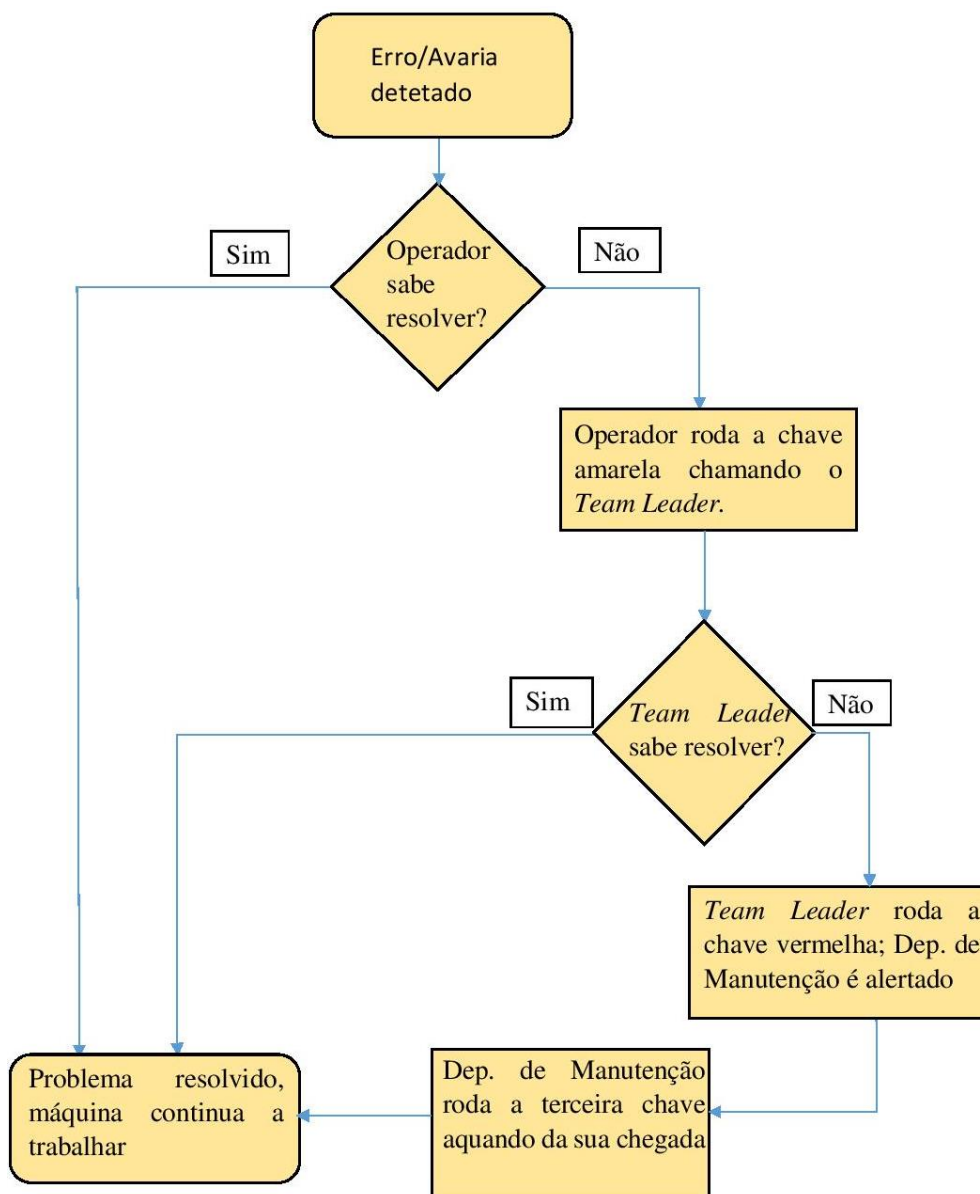 Erro/Avaria
detetado
Sim
Operador
sabe
resolver?
Não
Operador roda a chave
amarela chamando o
Team Leader.
Sim
Team Leader
sabe resolver?
Não
Team Leader roda a
chave vermelha; Dep. de
Manutenção é alertado
Dep. de Manutenção
roda a terceira chave
aquando da sua chegada
Problema resolvido,
máquina continua a
trabalhar